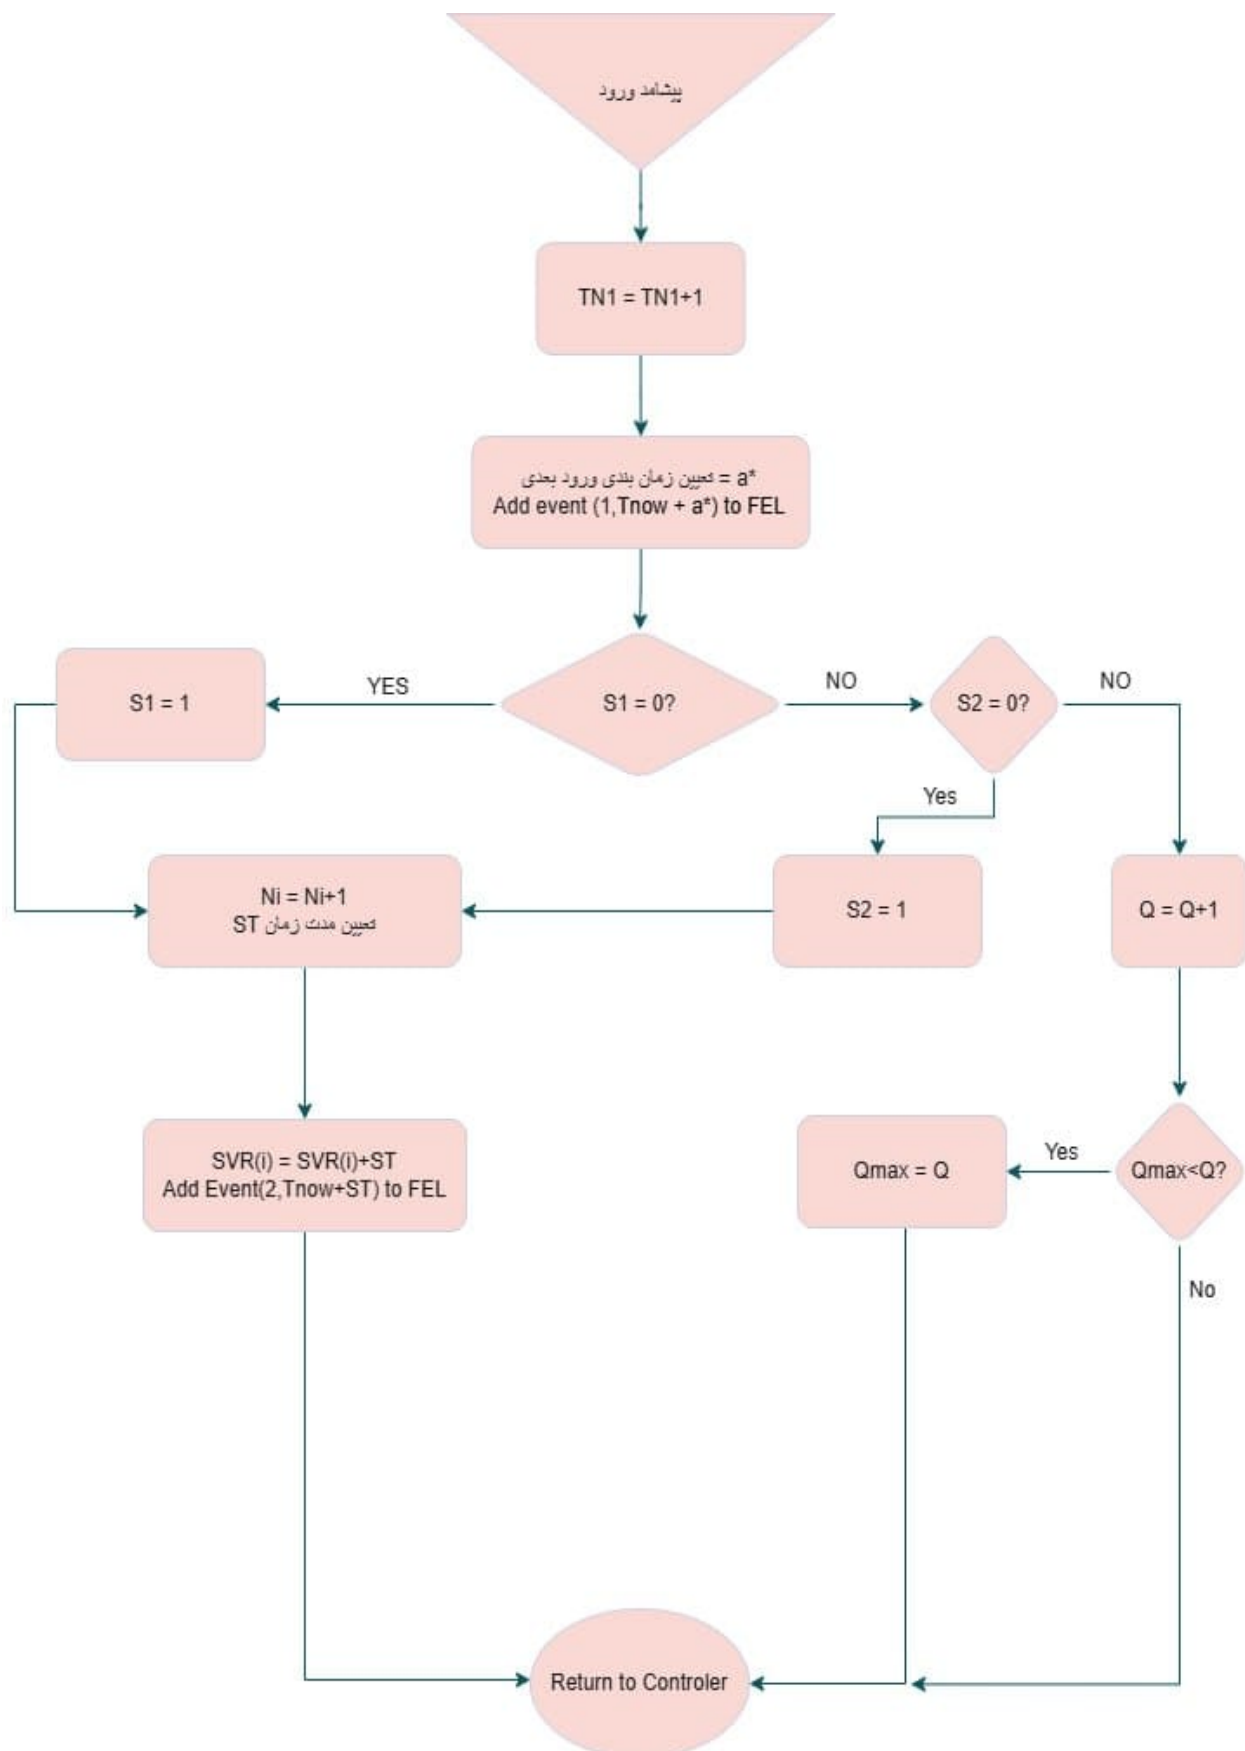 پیشامد ورود
TN1 = TN1+1
تعیین زمان بندی ورود بعدی = a*
Add event (1,Tnow + a*) to FEL
S1 = 1
YES
S1 = 0?
NO
S2 = 0?
NO
Yes
Ni = Ni+1
تعیین مدت زمان ST
S2 = 1
Q = Q+1
SVR(i) = SVR(i)+ST
Add Event(2,Tnow+ST) to FEL
Qmax = Q
Yes
Qmax<Q?
No
Return to Controler